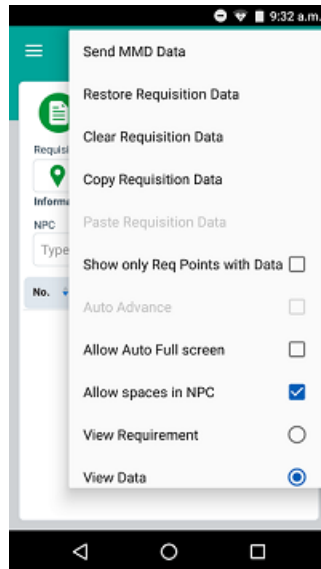 9:32 a.m.
Send MMD Data
Restore Requisition Data
Clear Requisition Data
Requisi
Copy Requisition Data
Informa
NPC
Paste Requisition Data
Type
Show only Req Points with Data
No.
Auto Advance
Allow Auto Full screen
Allow spaces in NPC
View Requirement
View Data